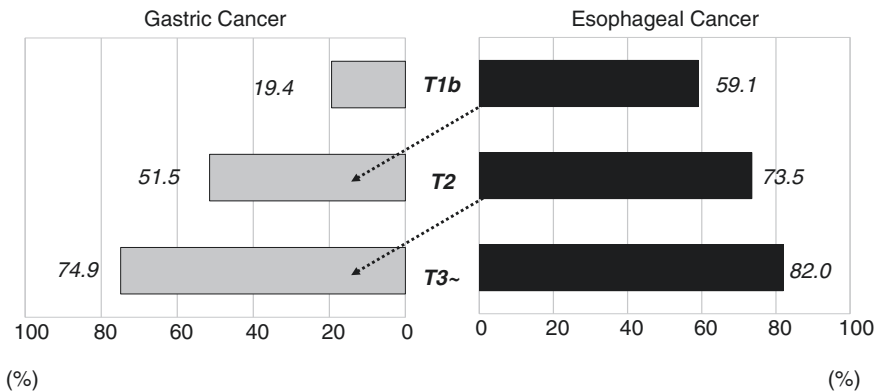 Gastric Cancer Esophageal Cancer
19.4 T1b 59.1
51.5 T2 73.5
74.9 T3~ 82.0
100 80 60 40 20 0 0 20 40 60 80 100
(%) (%)